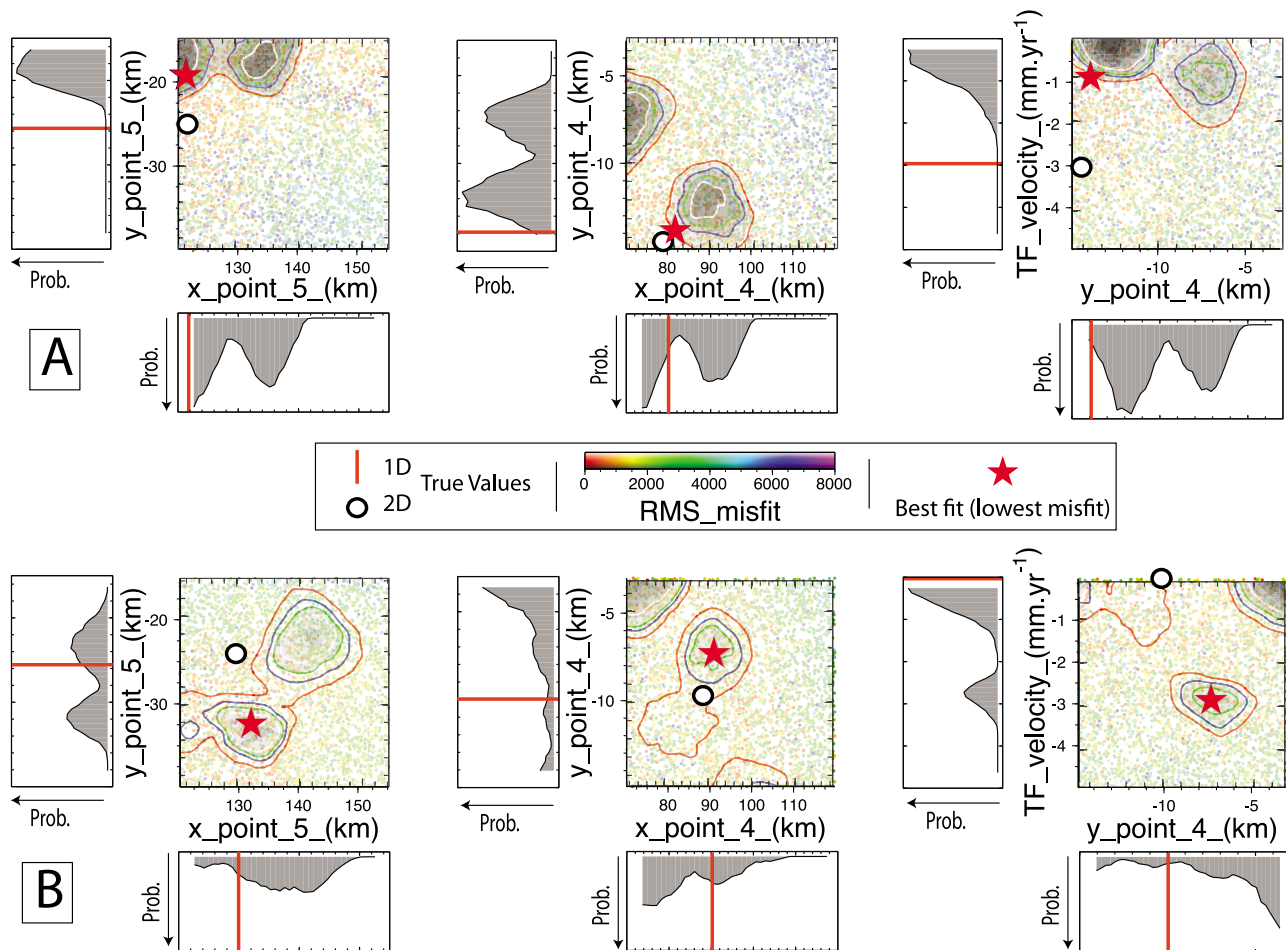 y_point_5_(km)
-20
-30
130 140 150
x_point_5_(km)
Prob.
Prob.
y_point_4_(km)
-5
-10
80 90 100 110
x_point_4_(km)
Prob.
Prob.
TF_velocity_(mm.yr-1)
-1
-2
-3
-4
-10 -5
y_point_4_(km)
Prob.
Prob.
A
1D
2D
True Values
0 2000 4000 6000 8000
RMS_misfit
Best fit (lowest misfit)
y_point_5_(km)
-20
-30
130 140 150
x_point_5_(km)
Prob.
Prob.
y_point_4_(km)
-5
-10
80 90 100 110
x_point_4_(km)
Prob.
Prob.
TF_velocity_(mm.yr-1)
-1
-2
-3
-4
-10 -5
y_point_4_(km)
Prob.
Prob.
B